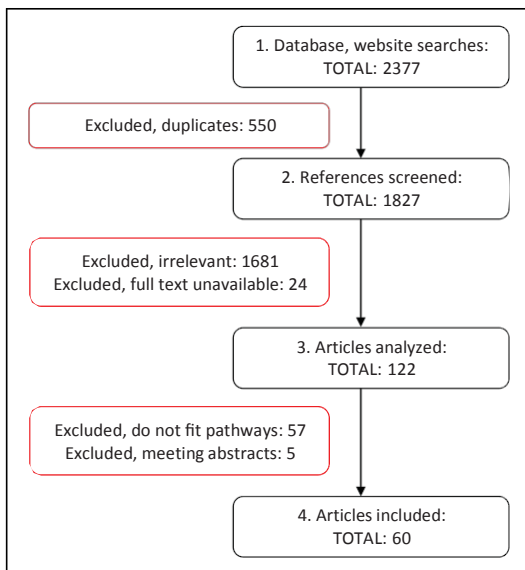 1. Database, website searches:
TOTAL: 2377
Excluded, duplicates: 550
2. References screened:
TOTAL: 1827
Excluded, irrelevant: 1681
Excluded, full text unavailable: 24
3. Articles analyzed:
TOTAL: 122
Excluded, do not fit pathways: 57
Excluded, meeting abstracts: 5
4. Articles included:
TOTAL: 60